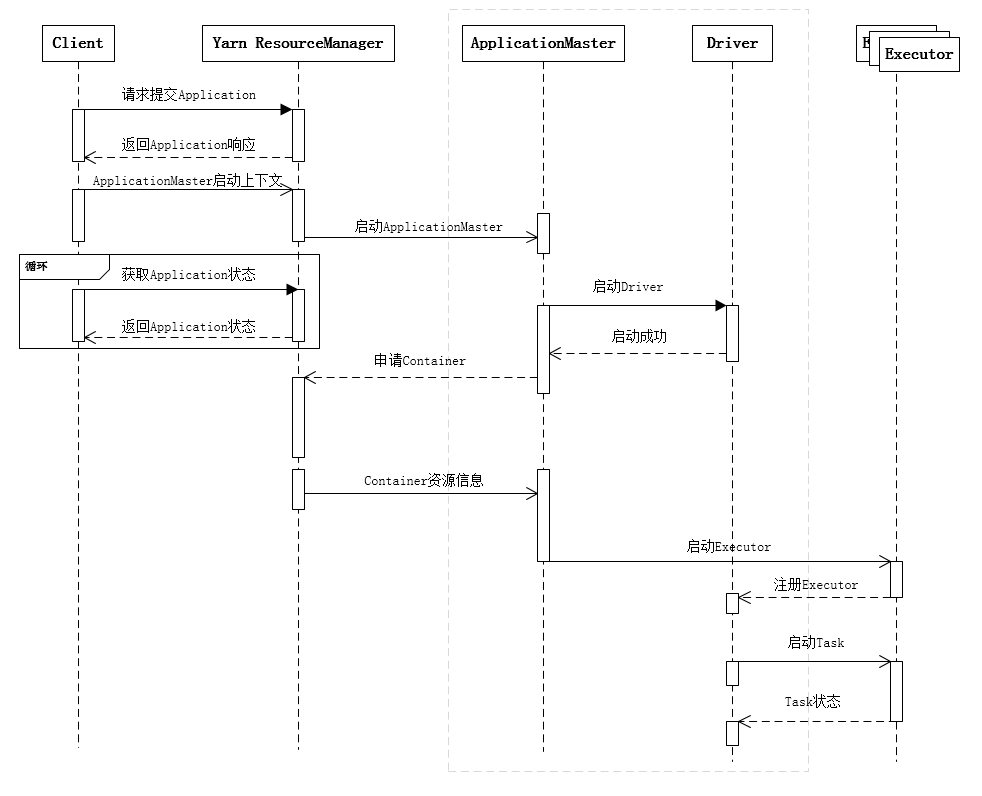 Client
Yarn ResourceManager
ApplicationMaster
Driver
E
Executor
请求提交Application
返回Application响应
ApplicationMaster启动上下文
启动ApplicationMaster
循环
获取Application状态
启动Driver
返回Application状态
启动成功
申请Container
Container资源信息
启动Executor
注册Executor
启动Task
Task状态